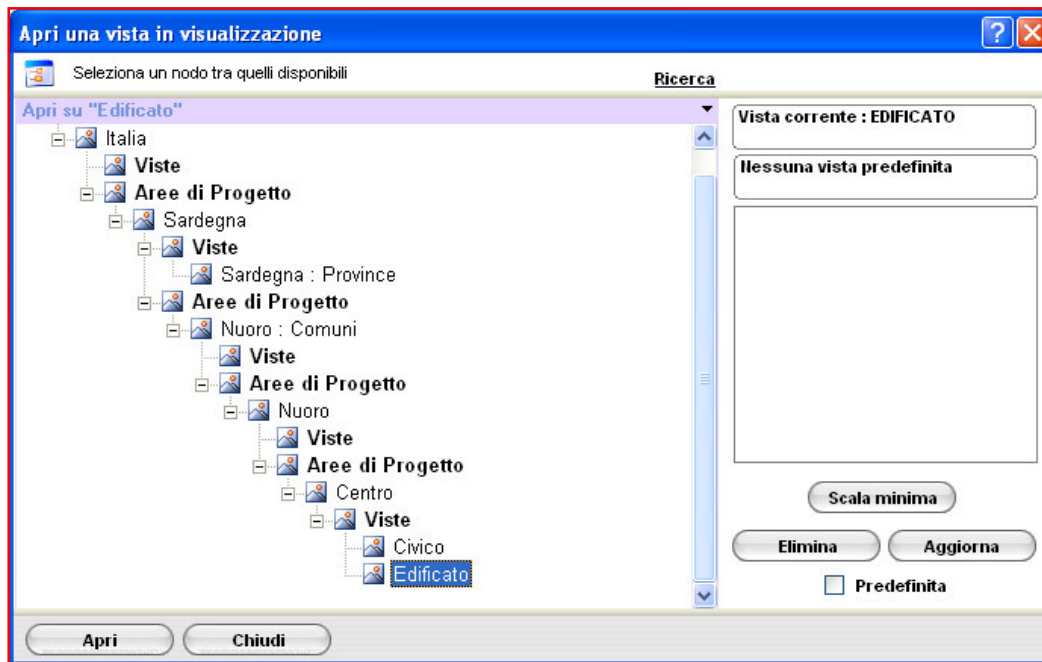 Apri una vista in visualizzazione
Seleziona un nodo tra quelli disponibili
Ricerca
Apri su "Edificato"
Italia
Viste
Aree di Progetto
Sardegna
Viste
Sardegna : Province
Aree di Progetto
Nuoro : Comuni
Viste
Aree di Progetto
Nuoro
Viste
Aree di Progetto
Centro
Viste
Civico
Edificato
Vista corrente : EDIFICATO
Nessuna vista predefinita
Scala minima
Elimina
Aggiorna
Predefinita
Apri
Chiudi